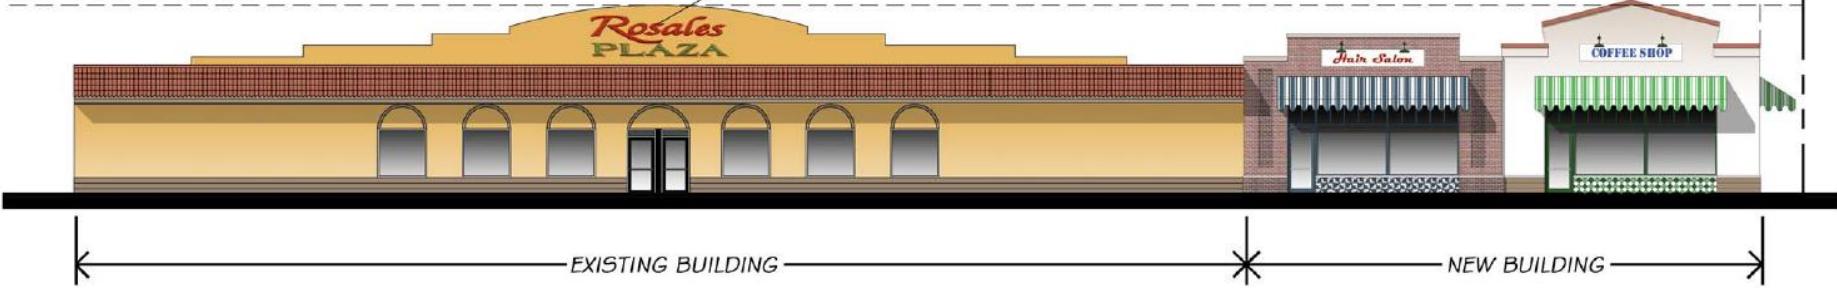 Rosales
PLAZA
Hair Salon
COFFEE SHOP
EXISTING BUILDING
NEW BUILDING